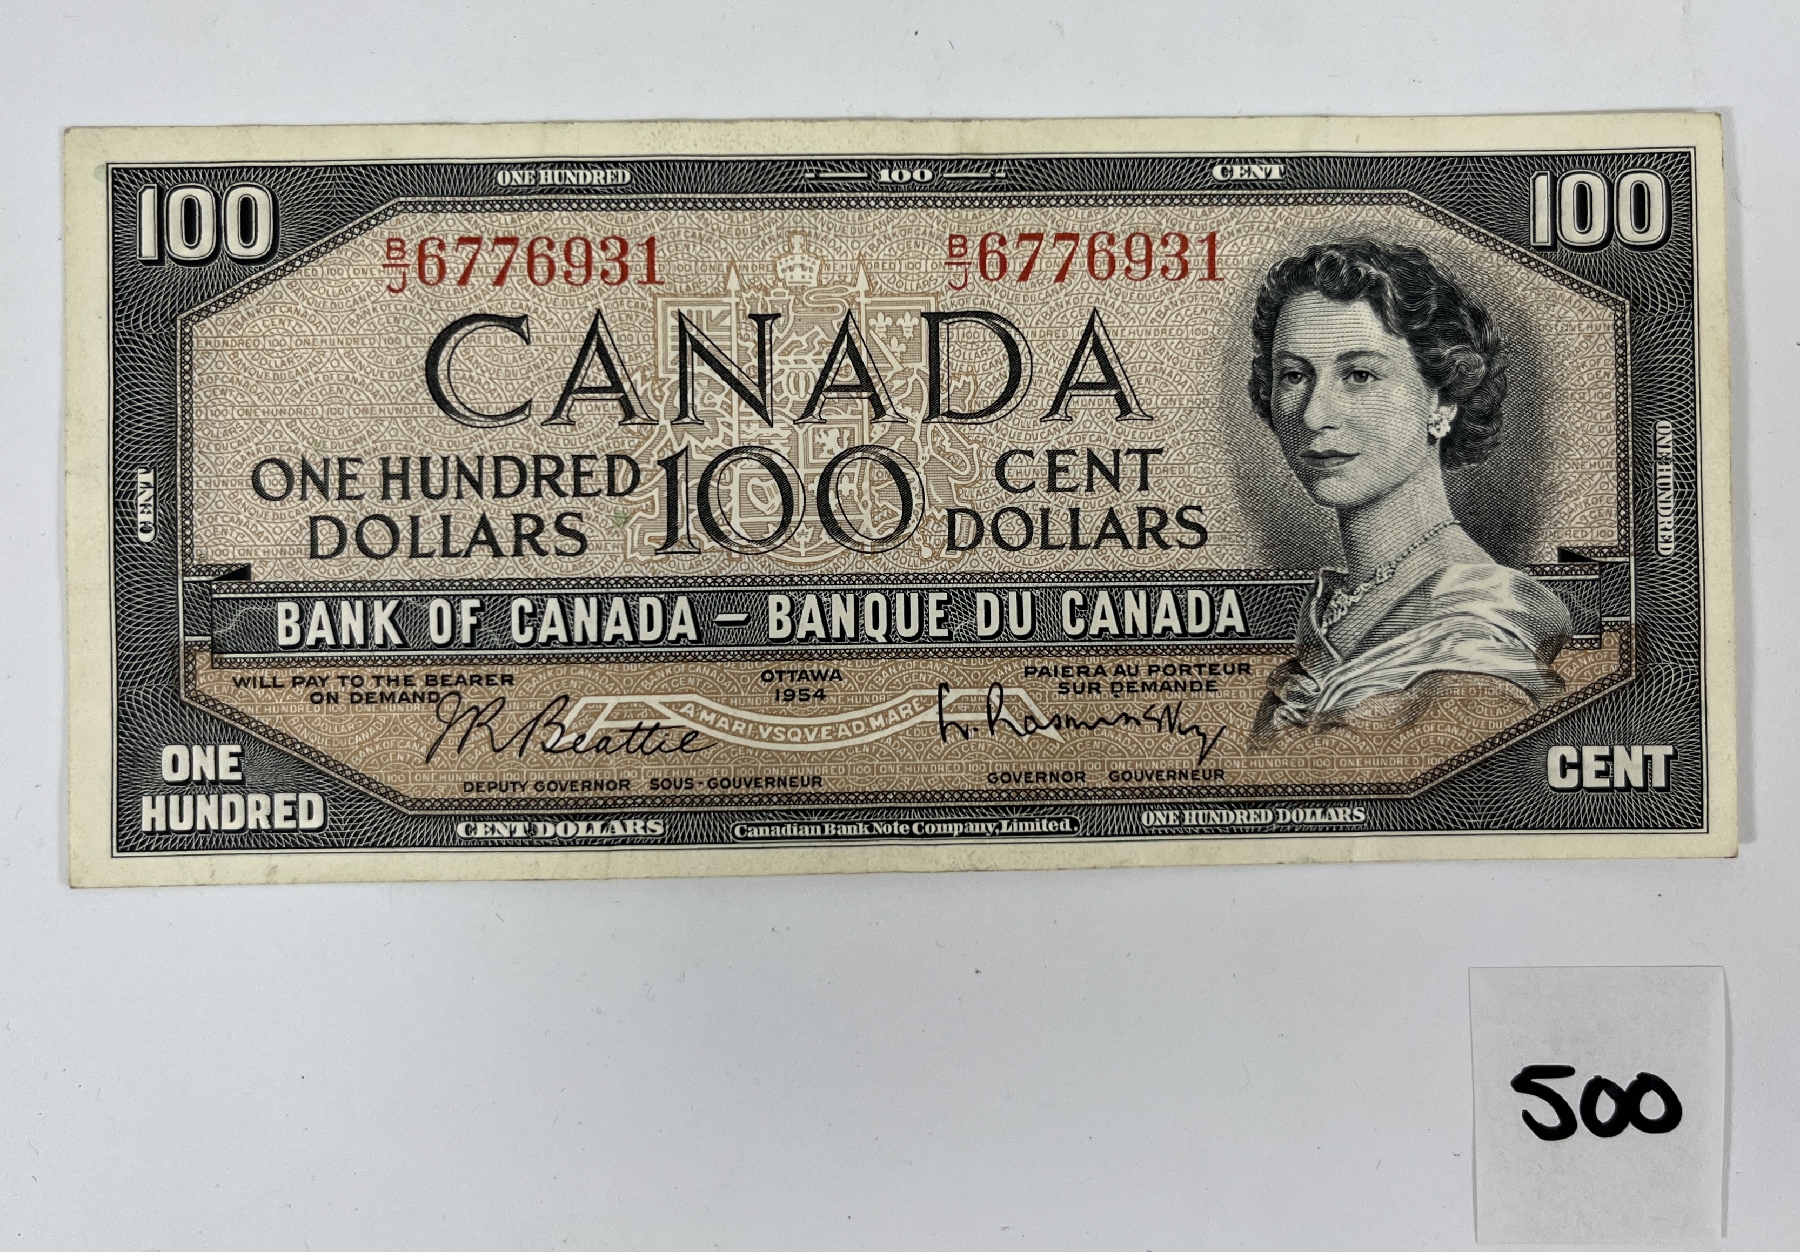 ONE HUNDRED 100 CENT
100 100
B/J 6776931 B/J 6776931
CANADA
ONE HUNDRED 100 CENT
DOLLARS DOLLARS
CENT
ONE HUNDRED
BANK OF CANADA – BANQUE DU CANADA
WILL PAY TO THE BEARER OTTAWA PAIERA AU PORTEUR
ON DEMAND 1954 SUR DEMANDE
J R Beattie A MARI VSQVE AD MARE L. Rasminsky
DEPUTY GOVERNOR SOUS-GOUVERNEUR GOVERNOR GOUVERNEUR
ONE CENT
HUNDRED
CENT DOLLARS Canadian Bank Note Company, Limited. ONE HUNDRED DOLLARS
500